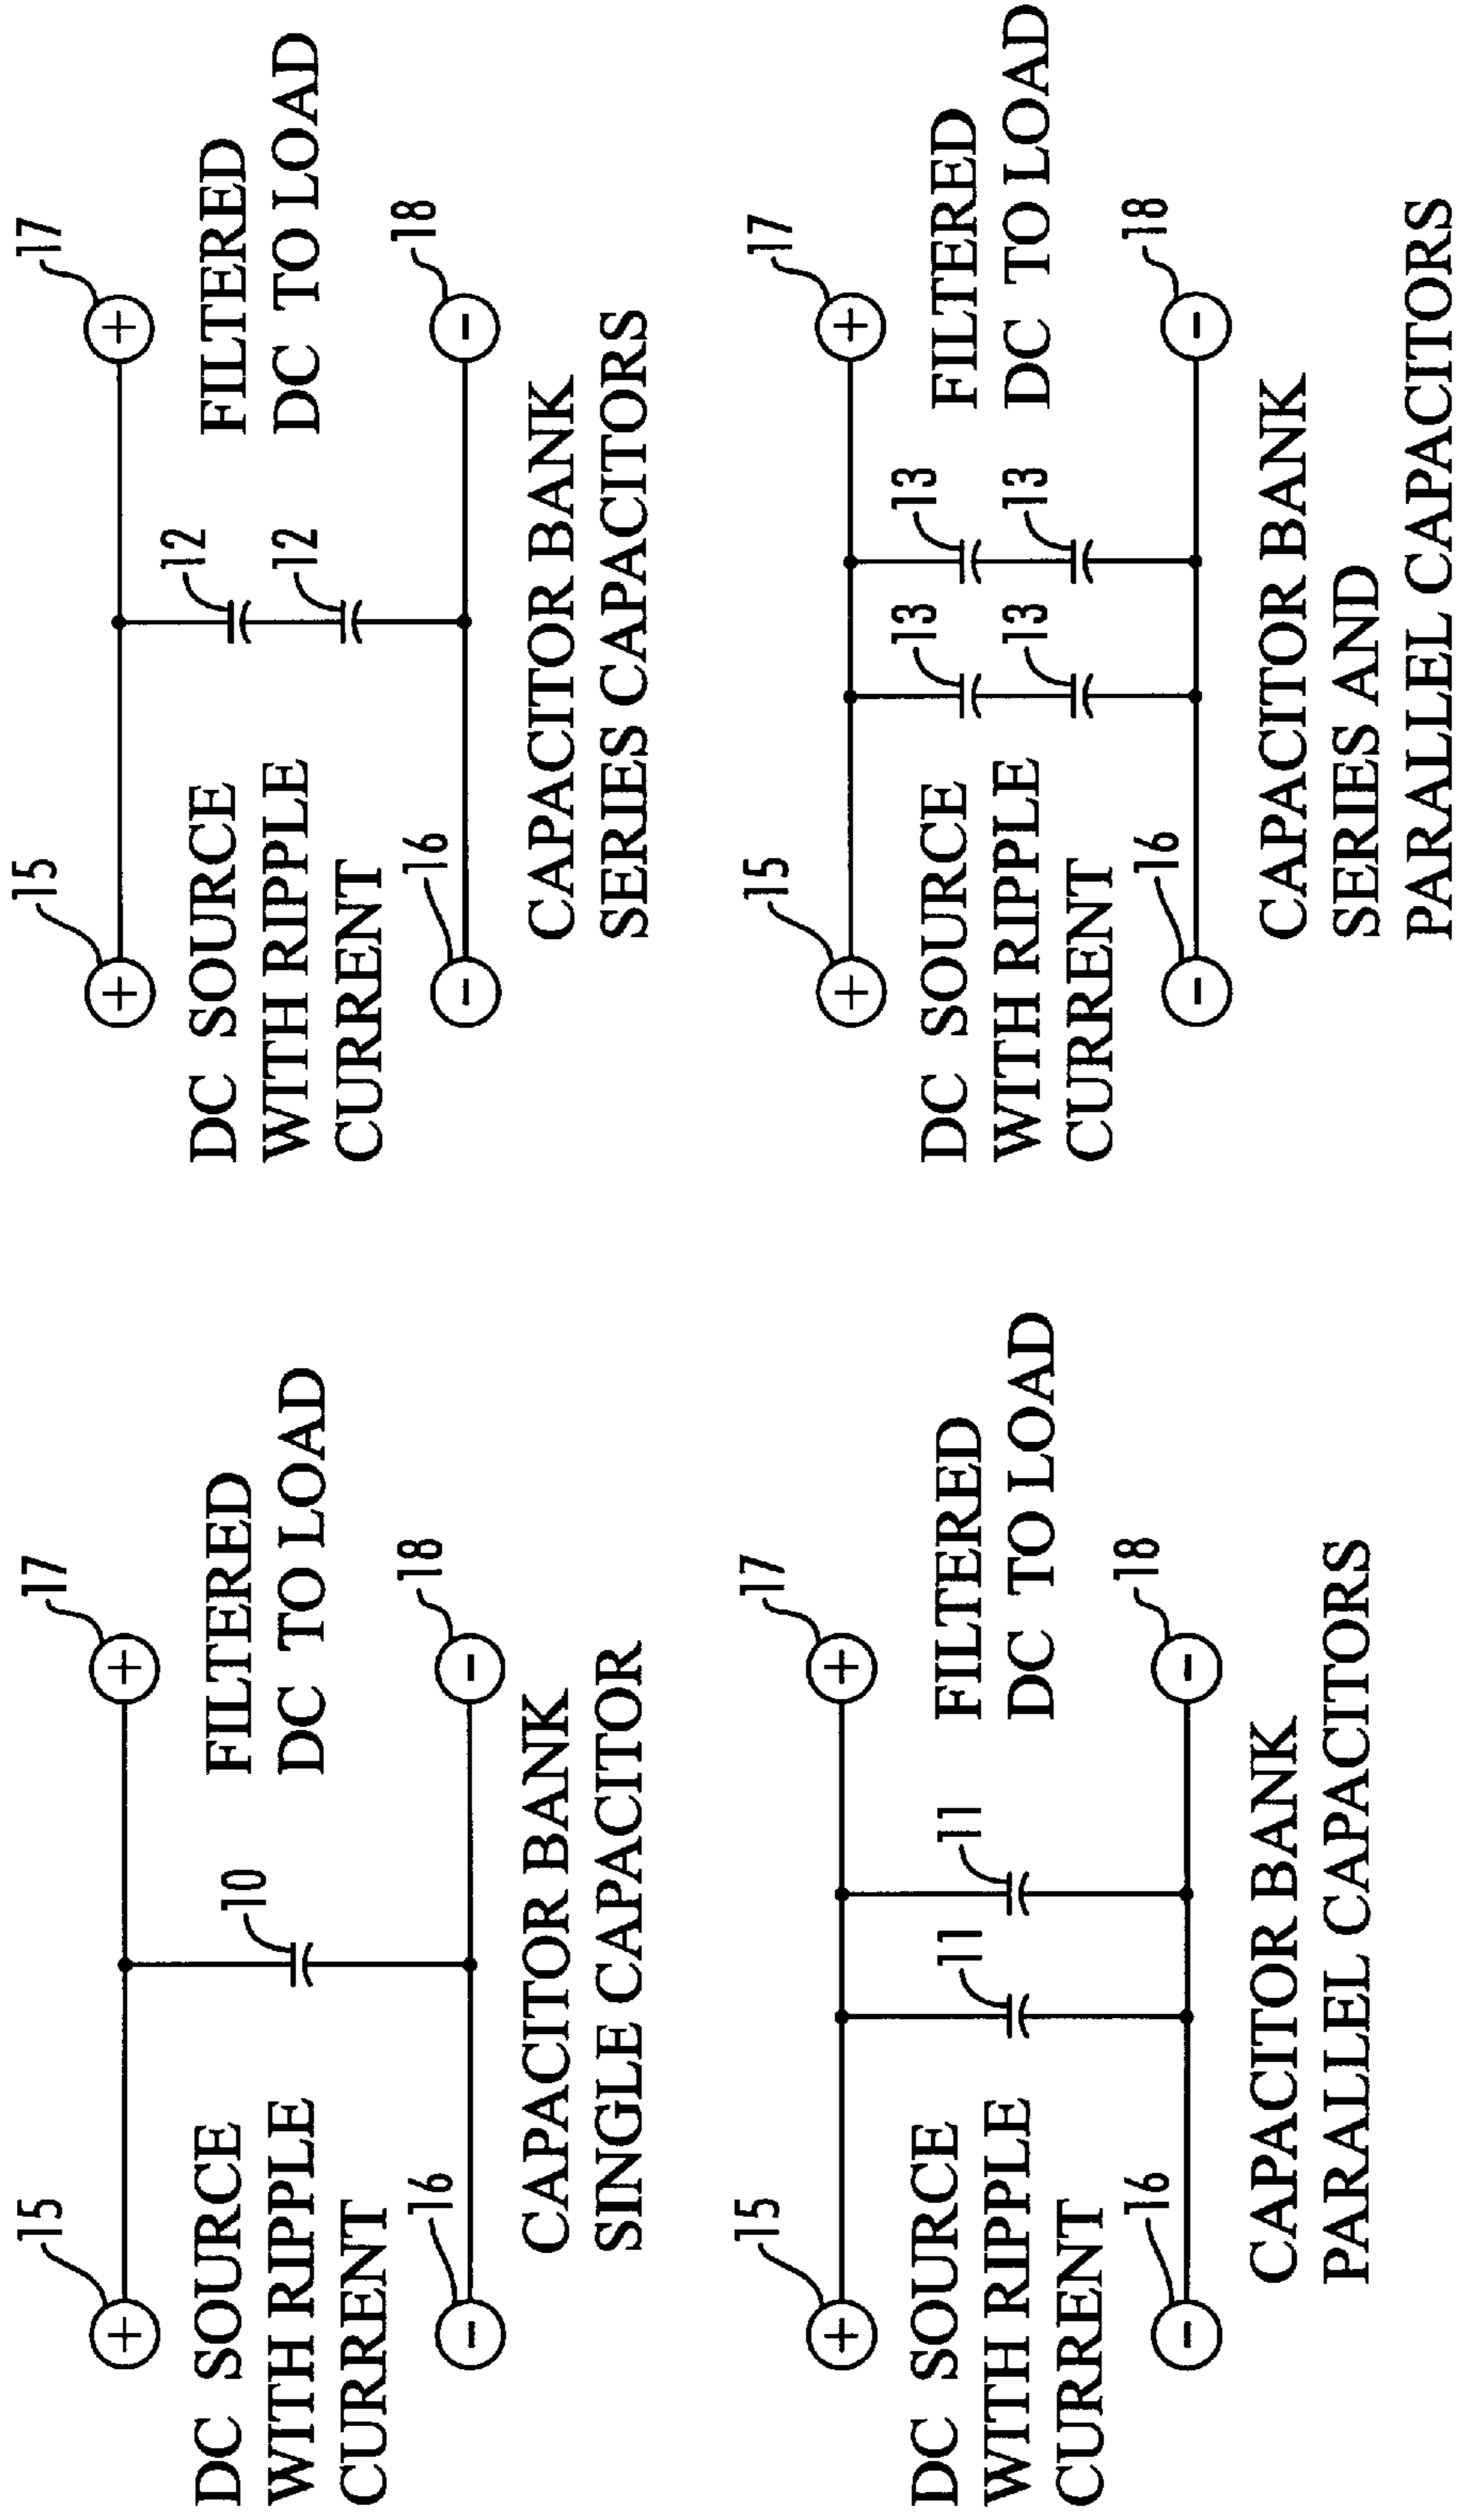 15
17
DC SOURCE
WITH RIPPLE
CURRENT
10
FILTERED
DC TO LOAD
16
18
CAPACITOR BANK
SINGLE CAPACITOR
15
17
DC SOURCE
WITH RIPPLE
CURRENT
12
12
FILTERED
DC TO LOAD
16
18
CAPACITOR BANK
SERIES CAPACITORS
15
17
DC SOURCE
WITH RIPPLE
CURRENT
11
11
FILTERED
DC TO LOAD
16
18
CAPACITOR BANK
PARALLEL CAPACITORS
15
17
DC SOURCE
WITH RIPPLE
CURRENT
13
13
13
13
FILTERED
DC TO LOAD
16
18
CAPACITOR BANK
SERIES AND
PARALLEL CAPACITORS